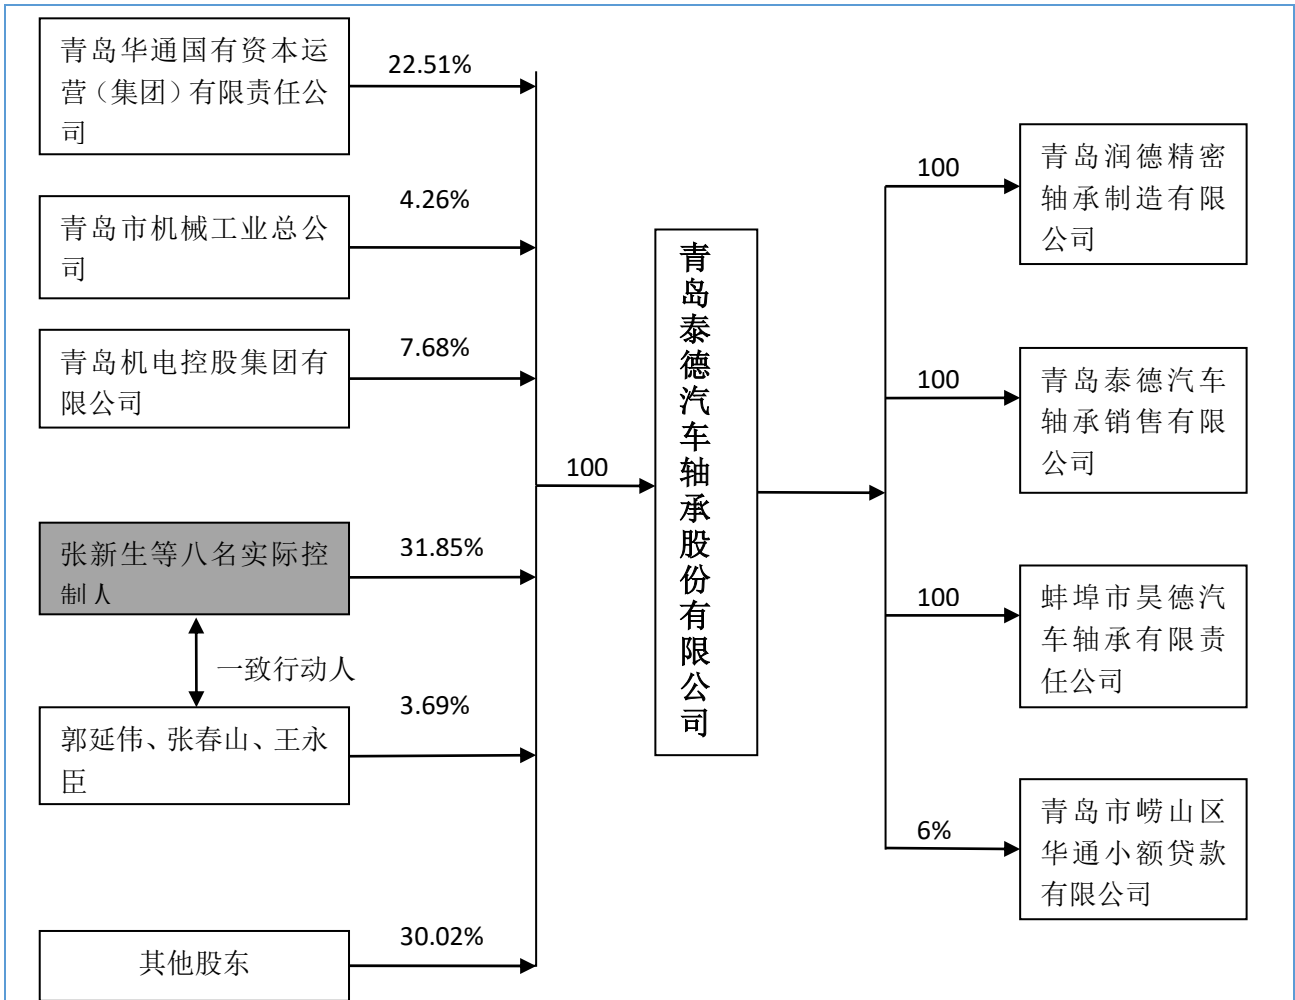 青岛华通国有资本运
营（集团）有限责任公
司
22.51%
青岛市机械工业总公
司
4.26%
青岛机电控股集团有
限公司
7.68%
张新生等八名实际控
制人
31.85%
一致行动人
郭延伟、张春山、王永
臣
3.69%
其他股东
30.02%
100
青岛泰德汽车轴承股份有限公司
100
青岛润德精密
轴承制造有限
公司
100
青岛泰德汽车
轴承销售有限
公司
100
蚌埠市昊德汽
车轴承有限责
任公司
6%
青岛市崂山区
华通小额贷款
有限公司